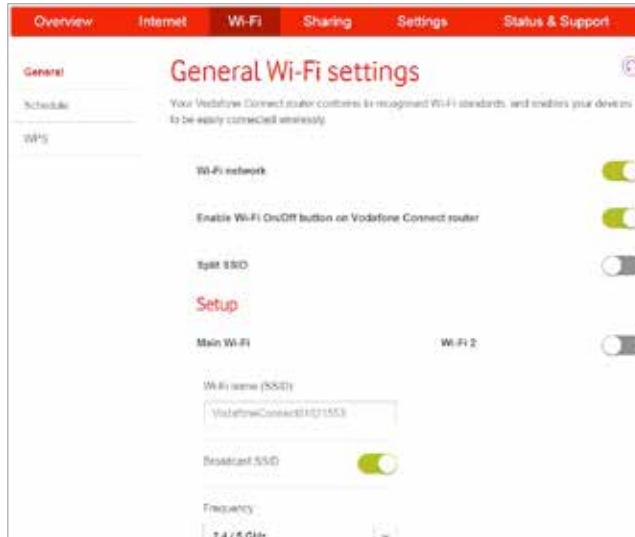 Overview Internet Wi-Fi Sharing Settings Status & Support
General
Schedule
WPS
General Wi-Fi settings
Your Vodafone Connect router conforms to recognised Wi-Fi standards, and enables your devices
to be easily connected wirelessly.
Wi-Fi network
Enable Wi-Fi On/Off button on Vodafone Connect router
Split SSID
Setup
Main Wi-Fi Wi-Fi 2
Wi-Fi name (SSID)
Broadcast SSID
Frequency
2.4 / 5 GHz